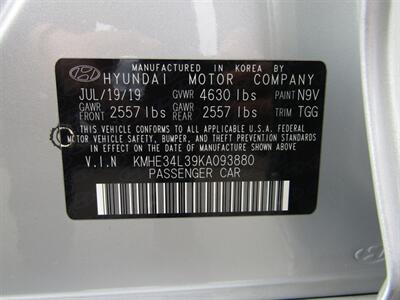 MANUFACTURED IN KOREA BY
HYUNDAI MOTOR COMPANY
JUL/19/19 GVWR 4630 lbs PAINT N9V
GAWR FRONT 2557 lbs GAWR REAR 2557 lbs TRIM TGG
THIS VEHICLE CONFORMS TO ALL APPLICABLE U.S.A FEDERAL
MOTOR VEHICLE SAFETY, BUMPER, AND THEFT PREVENTION STANDARDS
IN EFFECT ON THE DATE OF MANUFACTURE SHOWN ABOVE.
V.I.N KMHE34L39KA093880
PASSENGER CAR